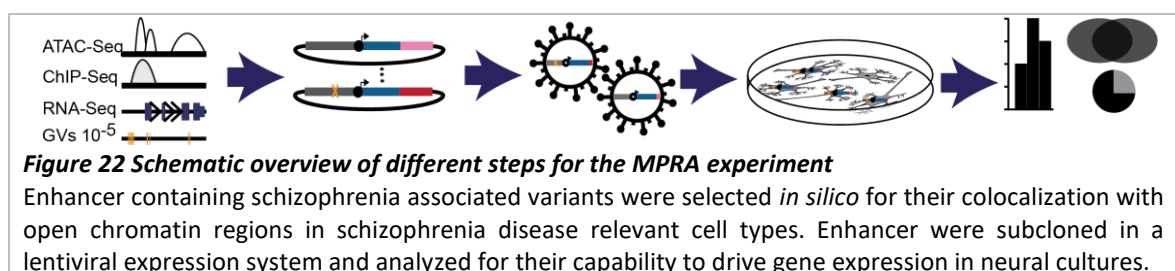 ATAC-Seq
ChIP-Seq
RNA-Seq
GVs 10⁻⁵
Figure 22 Schematic overview of different steps for the MPRA experiment
Enhancer containing schizophrenia associated variants were selected in silico for their colocalization with
open chromatin regions in schizophrenia disease relevant cell types. Enhancer were subcloned in a
lentiviral expression system and analyzed for their capability to drive gene expression in neural cultures.